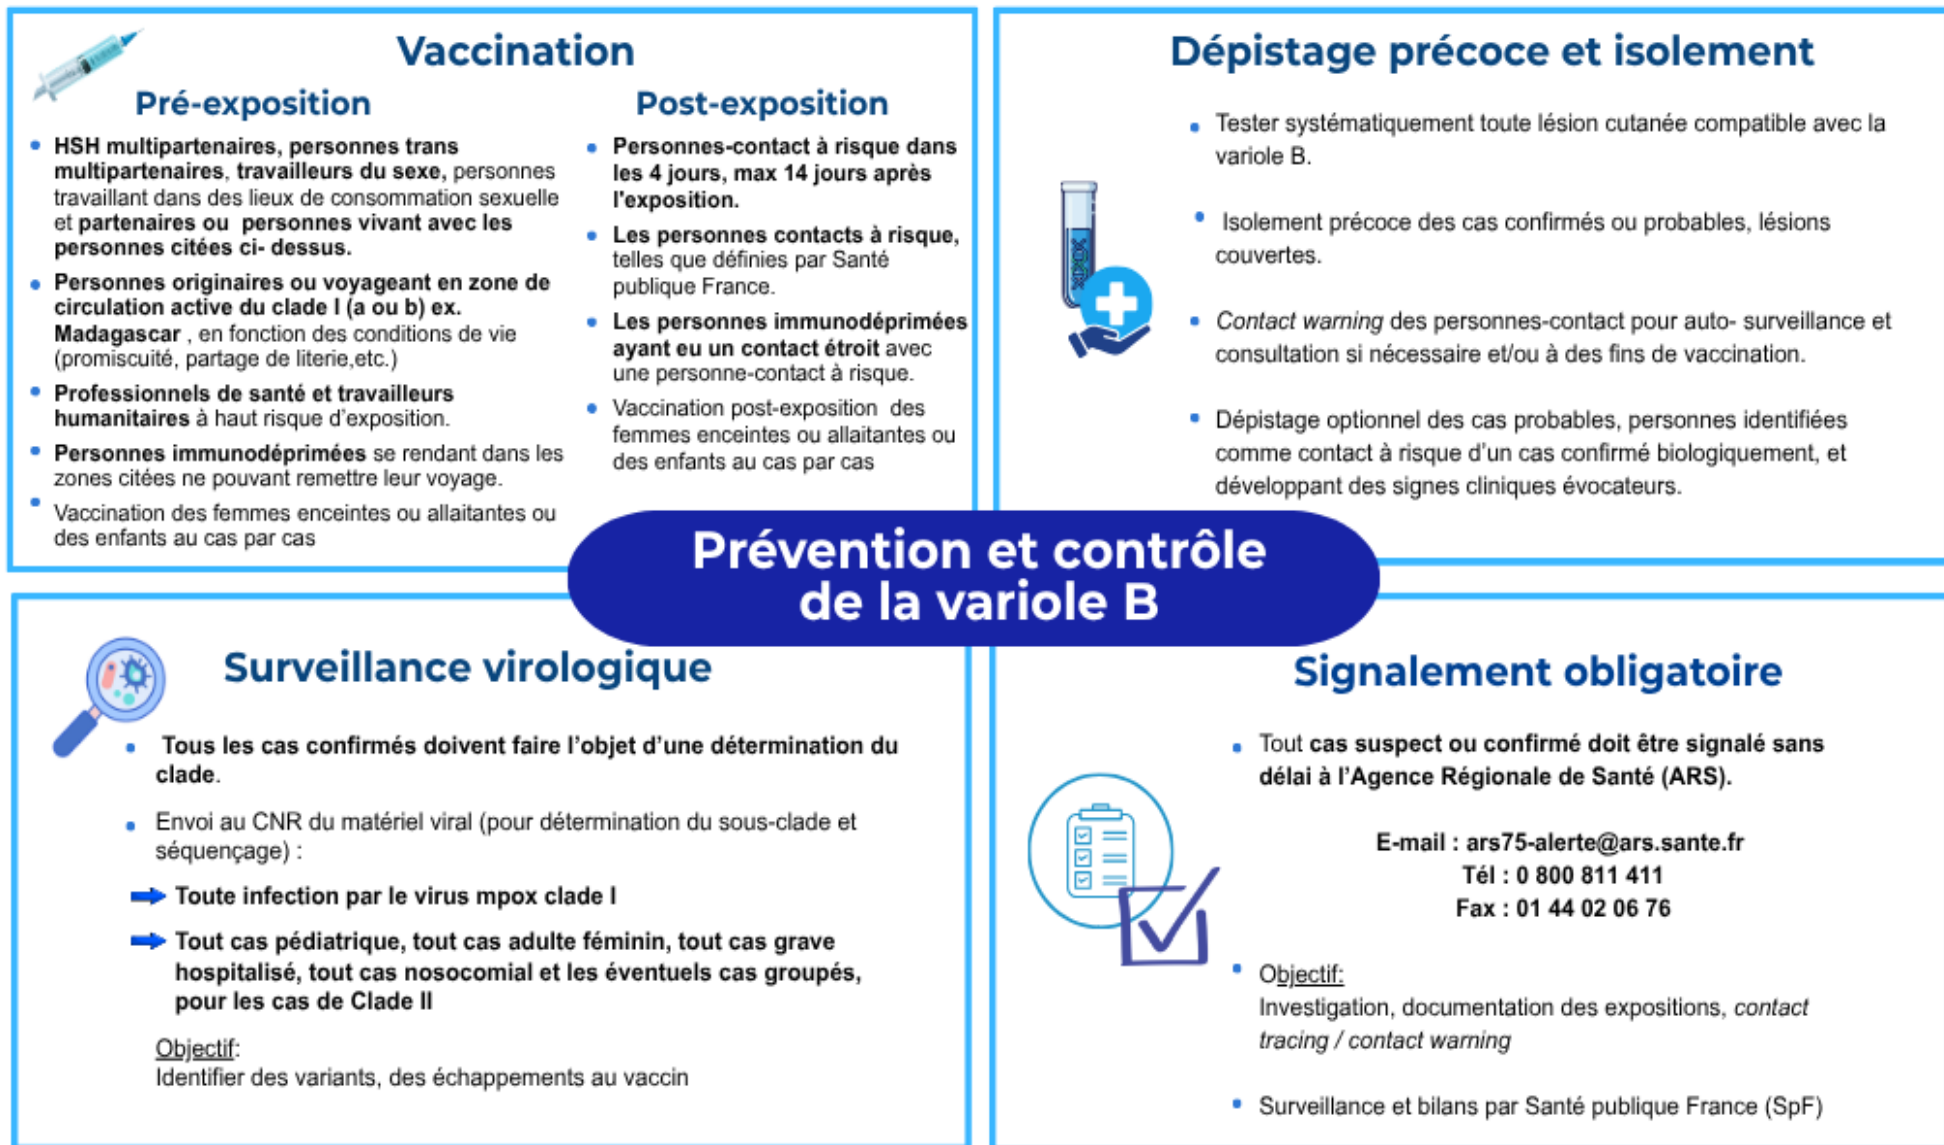 Vaccination
Pré-exposition
HSH multipartenaires, personnes trans
multipartenaires, travailleurs du sexe, personnes
travaillant dans des lieux de consommation sexuelle
et partenaires ou personnes vivant avec les
personnes citées ci- dessus.
Personnes originaires ou voyageant en zone de
circulation active du clade I (a ou b) ex.
Madagascar , en fonction des conditions de vie
(promiscuité, partage de literie,etc.)
Professionnels de santé et travailleurs
humanitaires à haut risque d'exposition.
Personnes immunodéprimées se rendant dans les
zones citées ne pouvant remettre leur voyage.
Vaccination des femmes enceintes ou allaitantes ou
des enfants au cas par cas
Post-exposition
Personnes-contact à risque dans
les 4 jours, max 14 jours après
l'exposition.
Les personnes contacts à risque,
telles que définies par Santé
publique France.
Les personnes immunodéprimées
ayant eu un contact étroit avec
une personne-contact à risque.
Vaccination post-exposition des
femmes enceintes ou allaitantes ou
des enfants au cas par cas
Dépistage précoce et isolement
Tester systématiquement toute lésion cutanée compatible avec la
variole B.
Isolement précoce des cas confirmés ou probables, lésions
couvertes.
Contact warning des personnes-contact pour auto- surveillance et
consultation si nécessaire et/ou à des fins de vaccination.
Dépistage optionnel des cas probables, personnes identifiées
comme contact à risque d'un cas confirmé biologiquement, et
développant des signes cliniques évocateurs.
Prévention et contrôle
de la variole B
Surveillance virologique
Tous les cas confirmés doivent faire l'objet d'une détermination du
clade.
Envoi au CNR du matériel viral (pour détermination du sous-clade et
séquençage) :
Toute infection par le virus mpox clade I
Tout cas pédiatrique, tout cas adulte féminin, tout cas grave
hospitalisé, tout cas nosocomial et les éventuels cas groupés,
pour les cas de Clade II
Objectif:
Identifier des variants, des échappements au vaccin
Signalement obligatoire
Tout cas suspect ou confirmé doit être signalé sans
délai à l'Agence Régionale de Santé (ARS).
E-mail : ars75-alerte@ars.sante.fr
Tél : 0 800 811 411
Fax : 01 44 02 06 76
Objectif:
Investigation, documentation des expositions, contact
tracing / contact warning
Surveillance et bilans par Santé publique France (SpF)